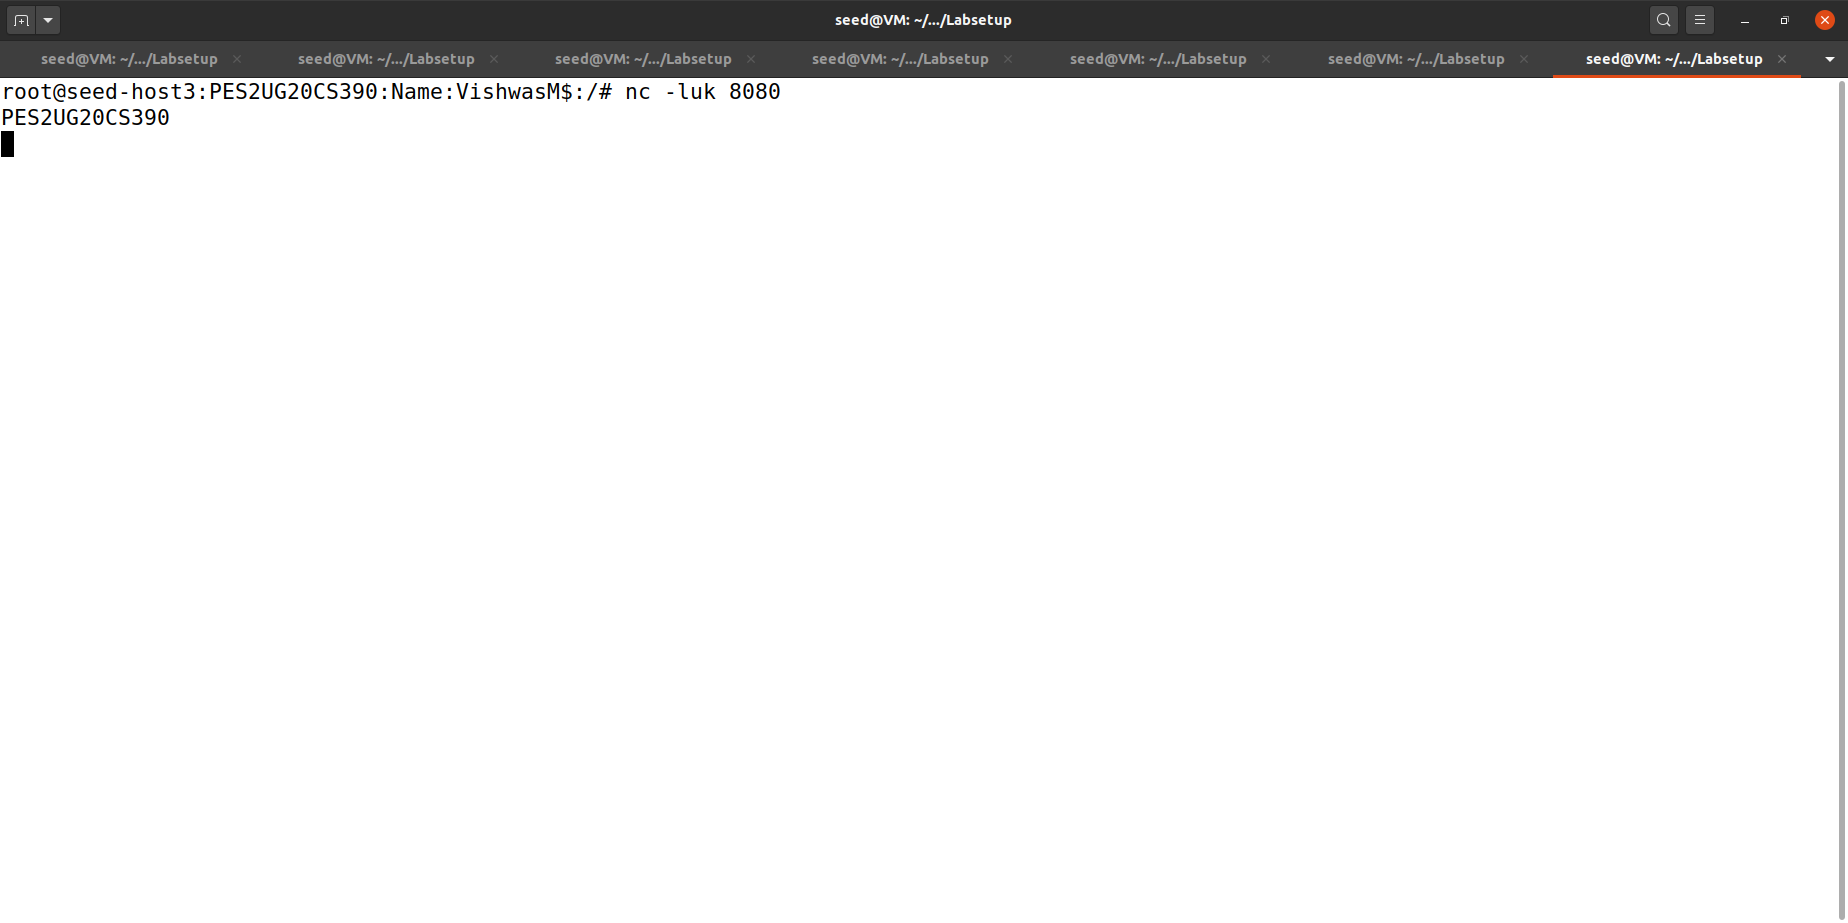 seed@VM: ~/.../Labsetup
seed@VM: ~/.../Labsetup seed@VM: ~/.../Labsetup seed@VM: ~/.../Labsetup seed@VM: ~/.../Labsetup seed@VM: ~/.../Labsetup seed@VM: ~/.../Labsetup seed@VM: ~/.../Labsetup
root@seed-host3:PES2UG20CS390:Name:VishwasM$:/# nc -luk 8080
PES2UG20CS390